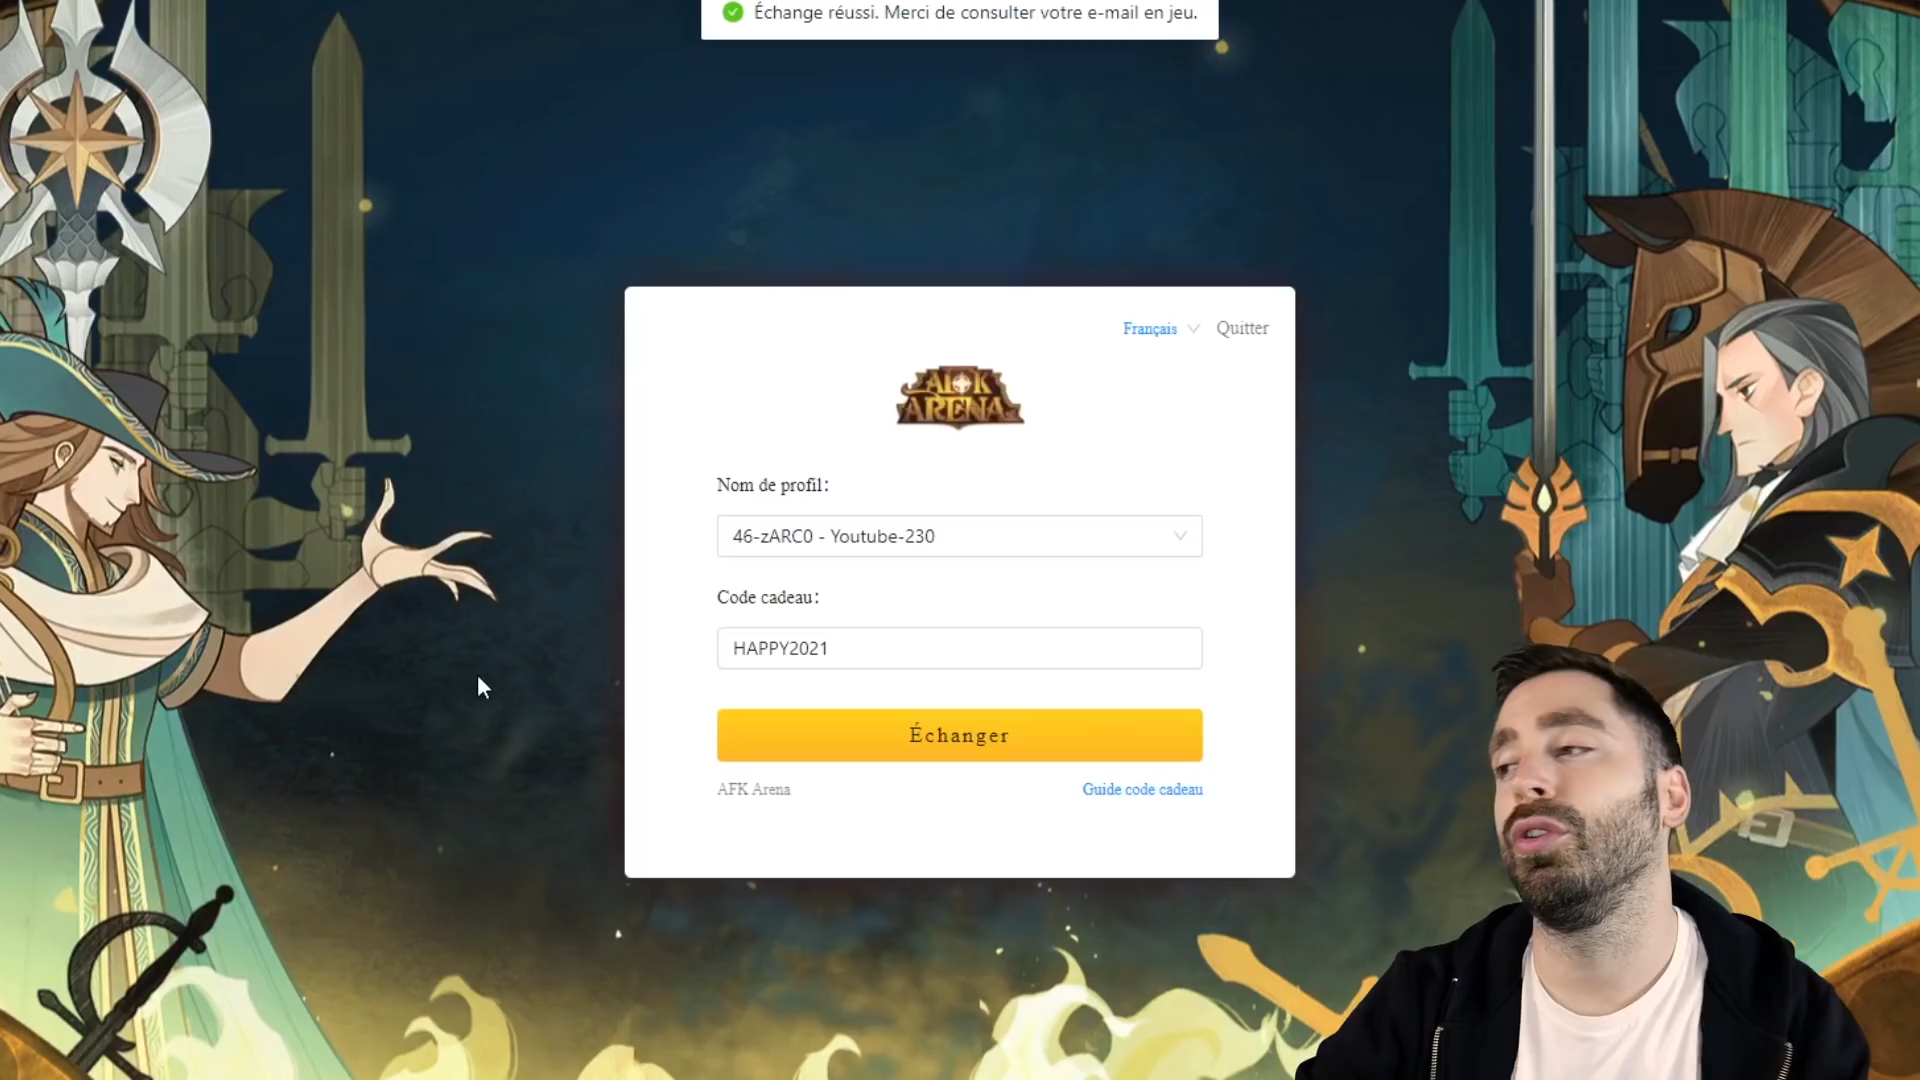 Échange réussi. Merci de consulter votre e-mail en jeu.
Français Quitter
AFK
ARENA
Nom de profil:
46-zARC0 - Youtube-230
Code cadeau:
HAPPY2021
Échanger
AFK Arena Guide code cadeau